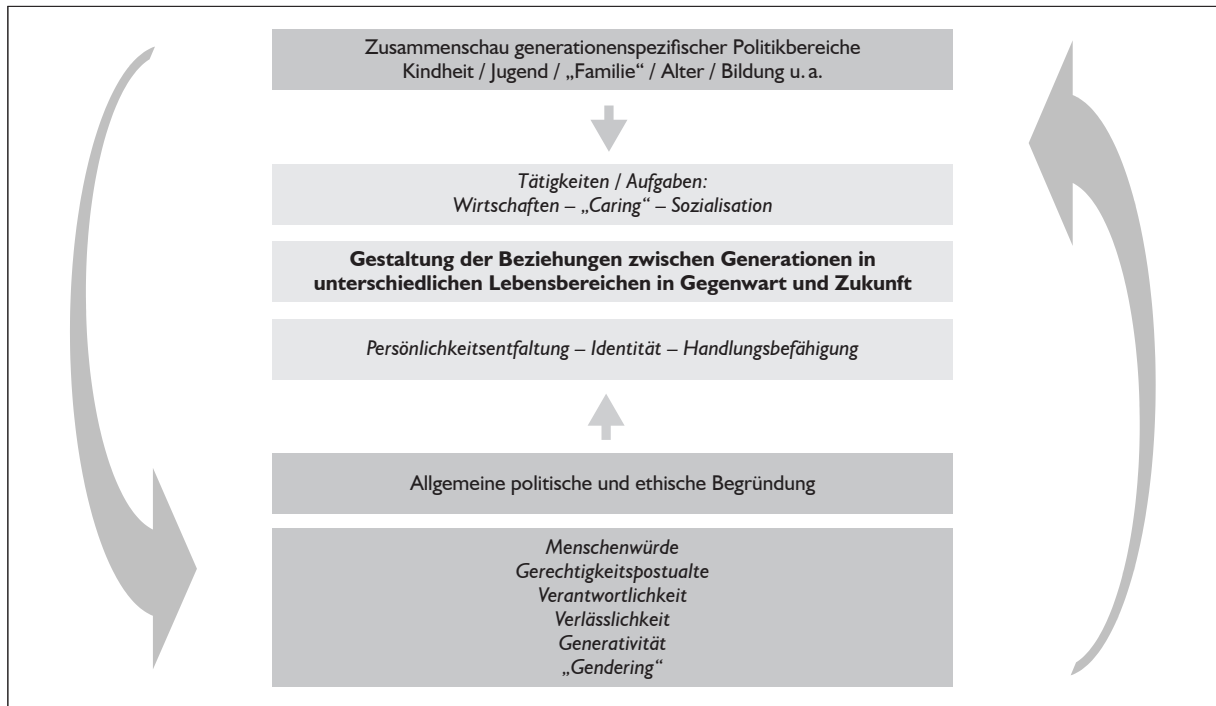 Zusammenschau generationenspezifischer Politikbereiche
Kindheit / Jugend / „Familie“ / Alter / Bildung u. a.
Tätigkeiten / Aufgaben:
Wirtschaften – „Caring“ – Sozialisation
Gestaltung der Beziehungen zwischen Generationen in
unterschiedlichen Lebensbereichen in Gegenwart und Zukunft
Persönlichkeitsentfaltung – Identität – Handlungsbefähigung
Allgemeine politische und ethische Begründung
Menschenwürde
Gerechtigkeitspostualte
Verantwortlichkeit
Verlässlichkeit
Generativität
„Gendering“